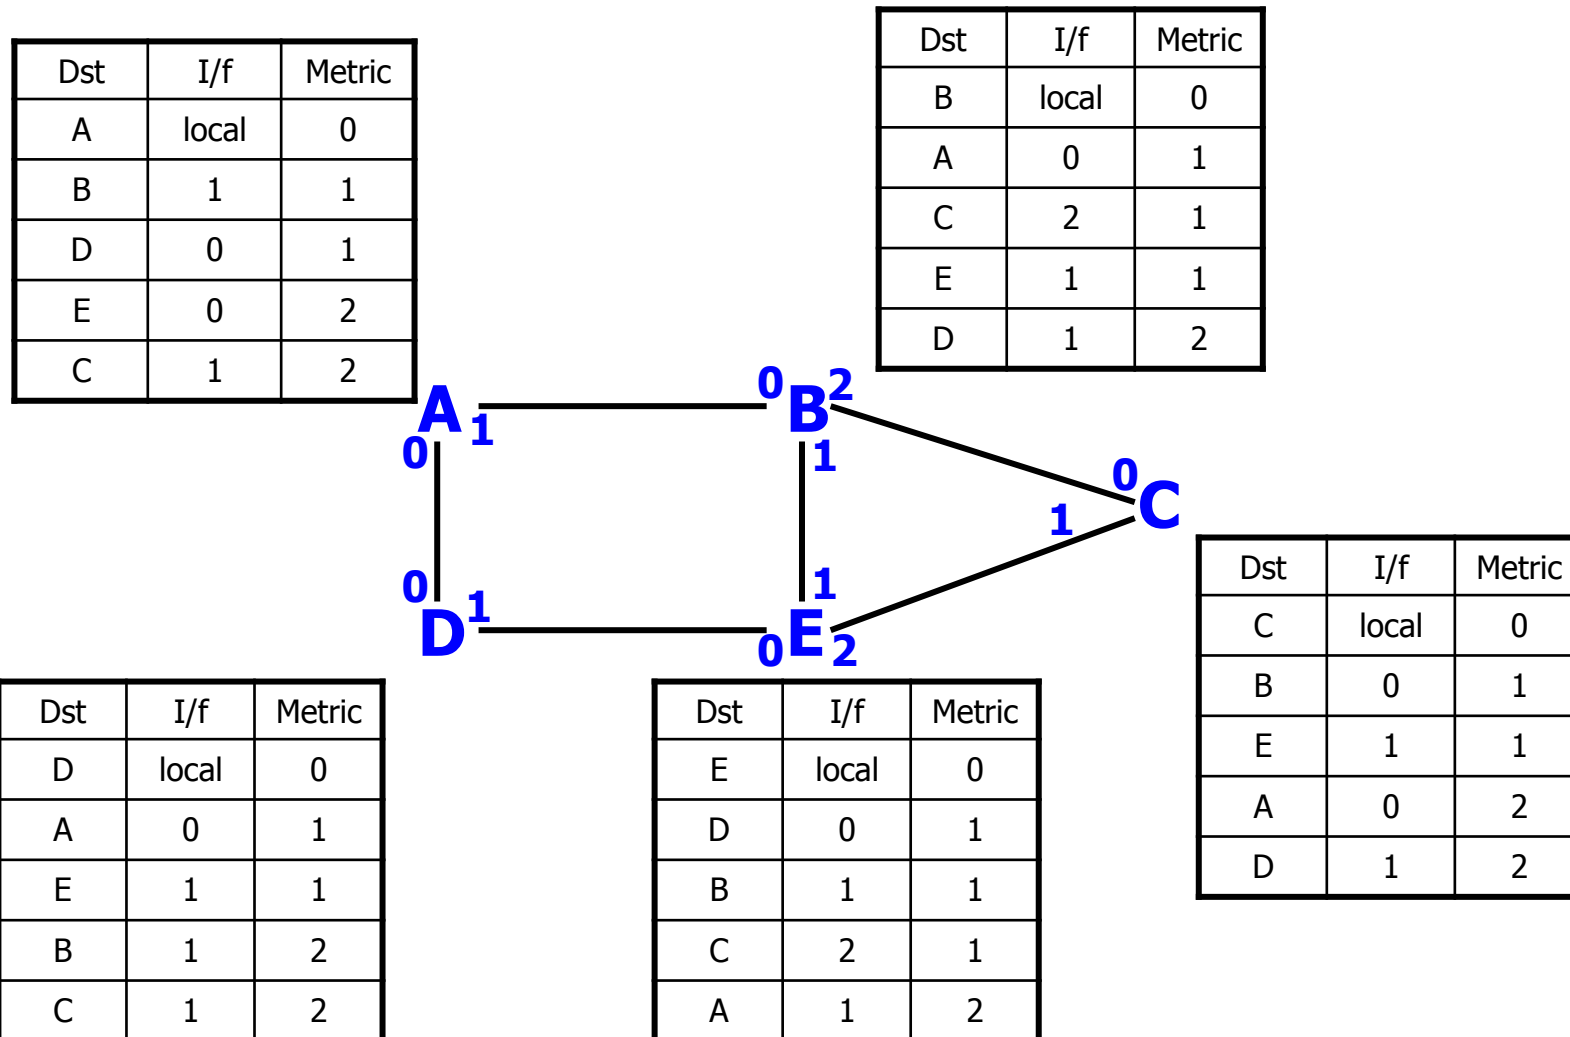 Dst I/f Metric
A local 0
B 1 1
D 0 1
E 0 2
C 1 2
Dst I/f Metric
B local 0
A 0 1
C 2 1
E 1 1
D 1 2
A 1 0 B 2
0 1
0 C
1
0 1 1
D 0 E 2
Dst I/f Metric
C local 0
B 0 1
E 1 1
A 0 2
D 1 2
Dst I/f Metric
D local 0
A 0 1
E 1 1
B 1 2
C 1 2
Dst I/f Metric
E local 0
D 0 1
B 1 1
C 2 1
A 1 2